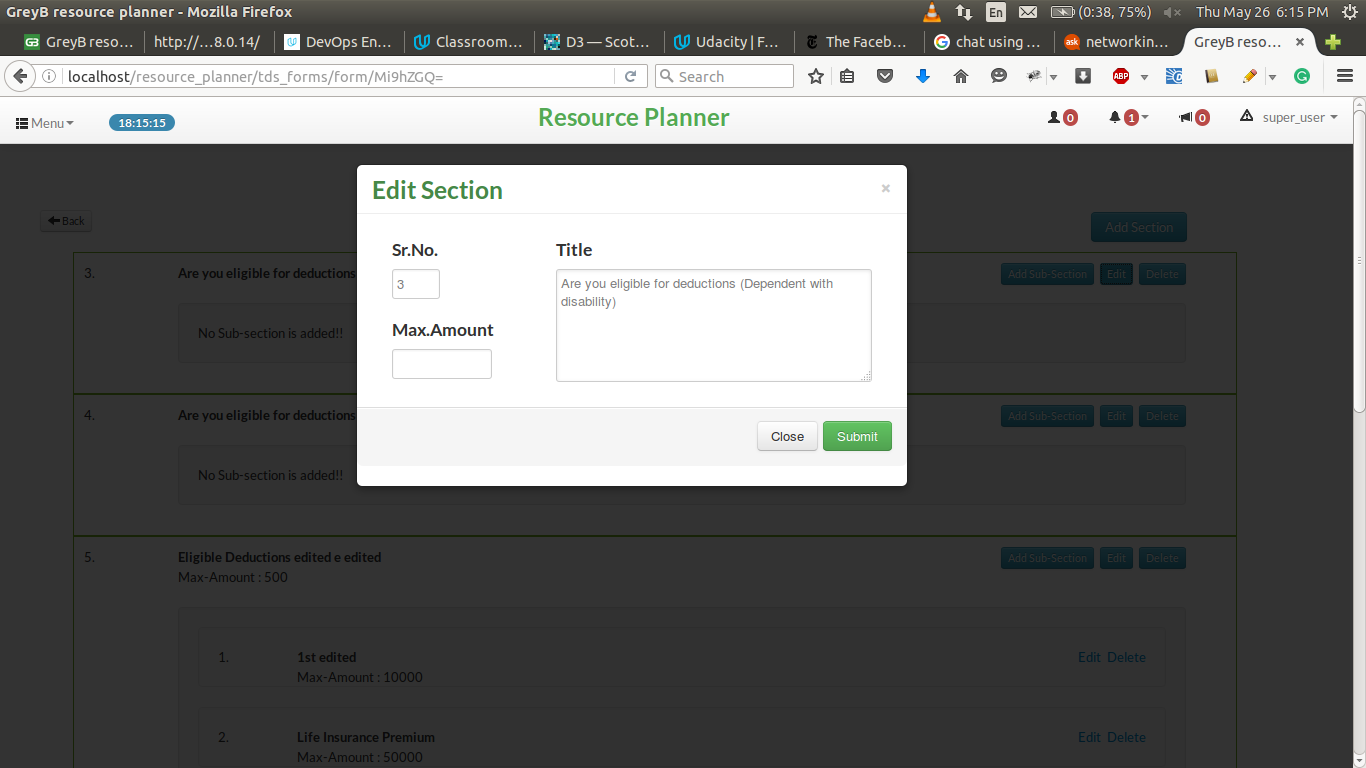 GreyB resource planner - Mozilla Firefox En (0:38, 75%) Thu May 26 6:15 PM
GreyB reso... http://...8.0.14/ DevOps En... Classroom... D3 — Scot... Udacity | F... The Faceb... chat using ... networkin... GreyB reso...
localhost/resource_planner/tds_forms/form/Mi9hZGQ= Search ABP
Menu 18:15:15 Resource Planner 0 1 0 super_user
Edit Section ×
Back Add Section
Sr.No. Title
3. Are you eligible for deductions Add Sub-Section Edit Delete
3 Are you eligible for deductions (Dependent with
disability)
No Sub-section is added!!
Max.Amount
4. Are you eligible for deductions Add Sub-Section Edit Delete
Close Submit
No Sub-section is added!!
5. Eligible Deductions edited e edited Add Sub-Section Edit Delete
Max-Amount : 500
1. 1st edited Edit Delete
Max-Amount : 10000
2. Life Insurance Premium Edit Delete
Max-Amount : 50000